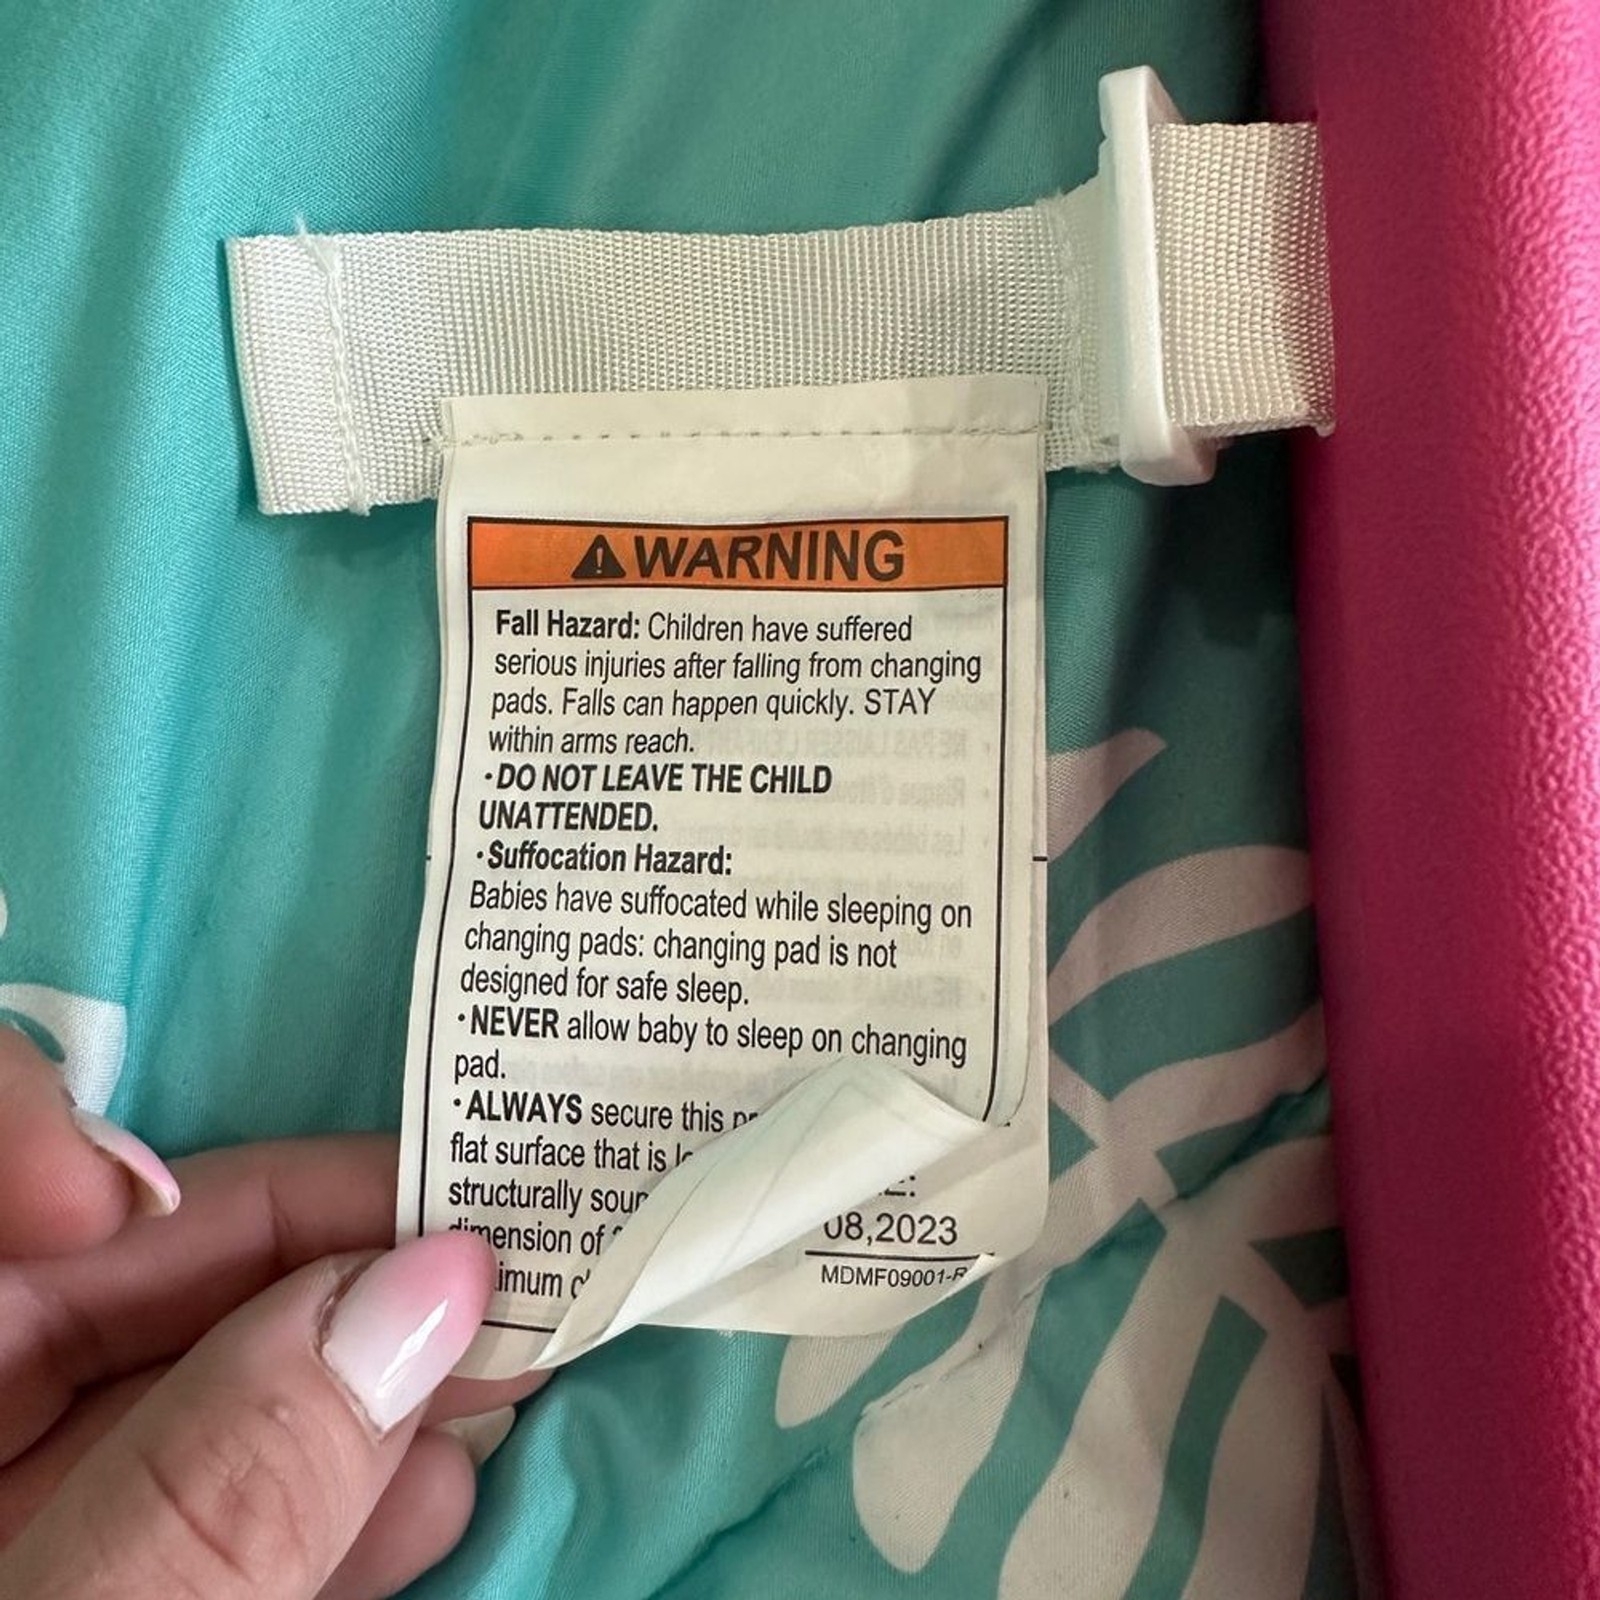 WARNING
Fall Hazard: Children have suffered
serious injuries after falling from changing
pads. Falls can happen quickly. STAY
within arms reach.
•DO NOT LEAVE THE CHILD
UNATTENDED.
•Suffocation Hazard:
Babies have suffocated while sleeping on
changing pads: changing pad is not
designed for safe sleep.
•NEVER allow baby to sleep on changing
pad.
•ALWAYS secure this
flat surface that is
structurally
dimension of
08,2023
MDMF09001-R